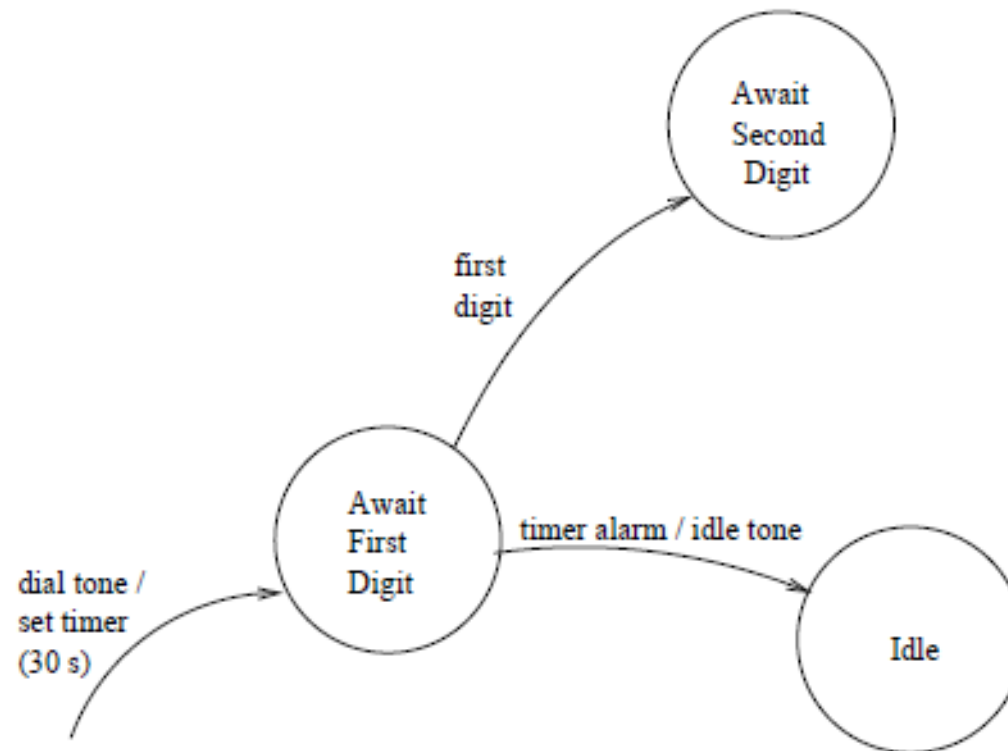 Await
Second
Digit
first
digit
Await
First
Digit
timer alarm / idle tone
dial tone /
set timer
(30 s)
Idle